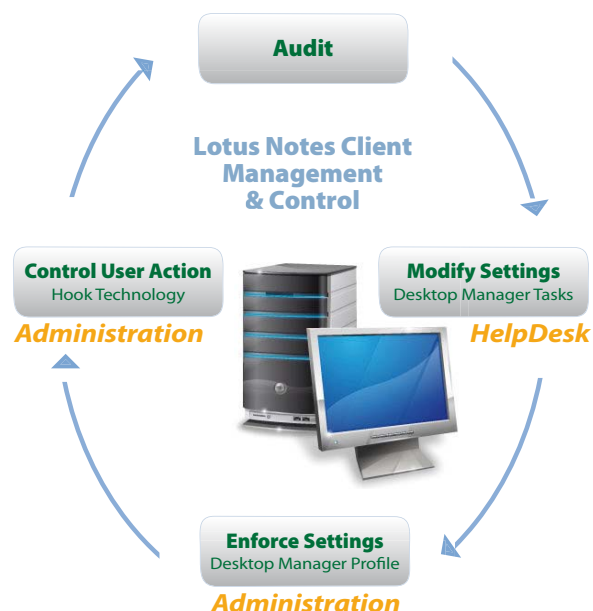 Audit
Lotus Notes Client
Management
& Control
Control User Action
Hook Technology
Administration
Modify Settings
Desktop Manager Tasks
HelpDesk
Enforce Settings
Desktop Manager Profile
Administration